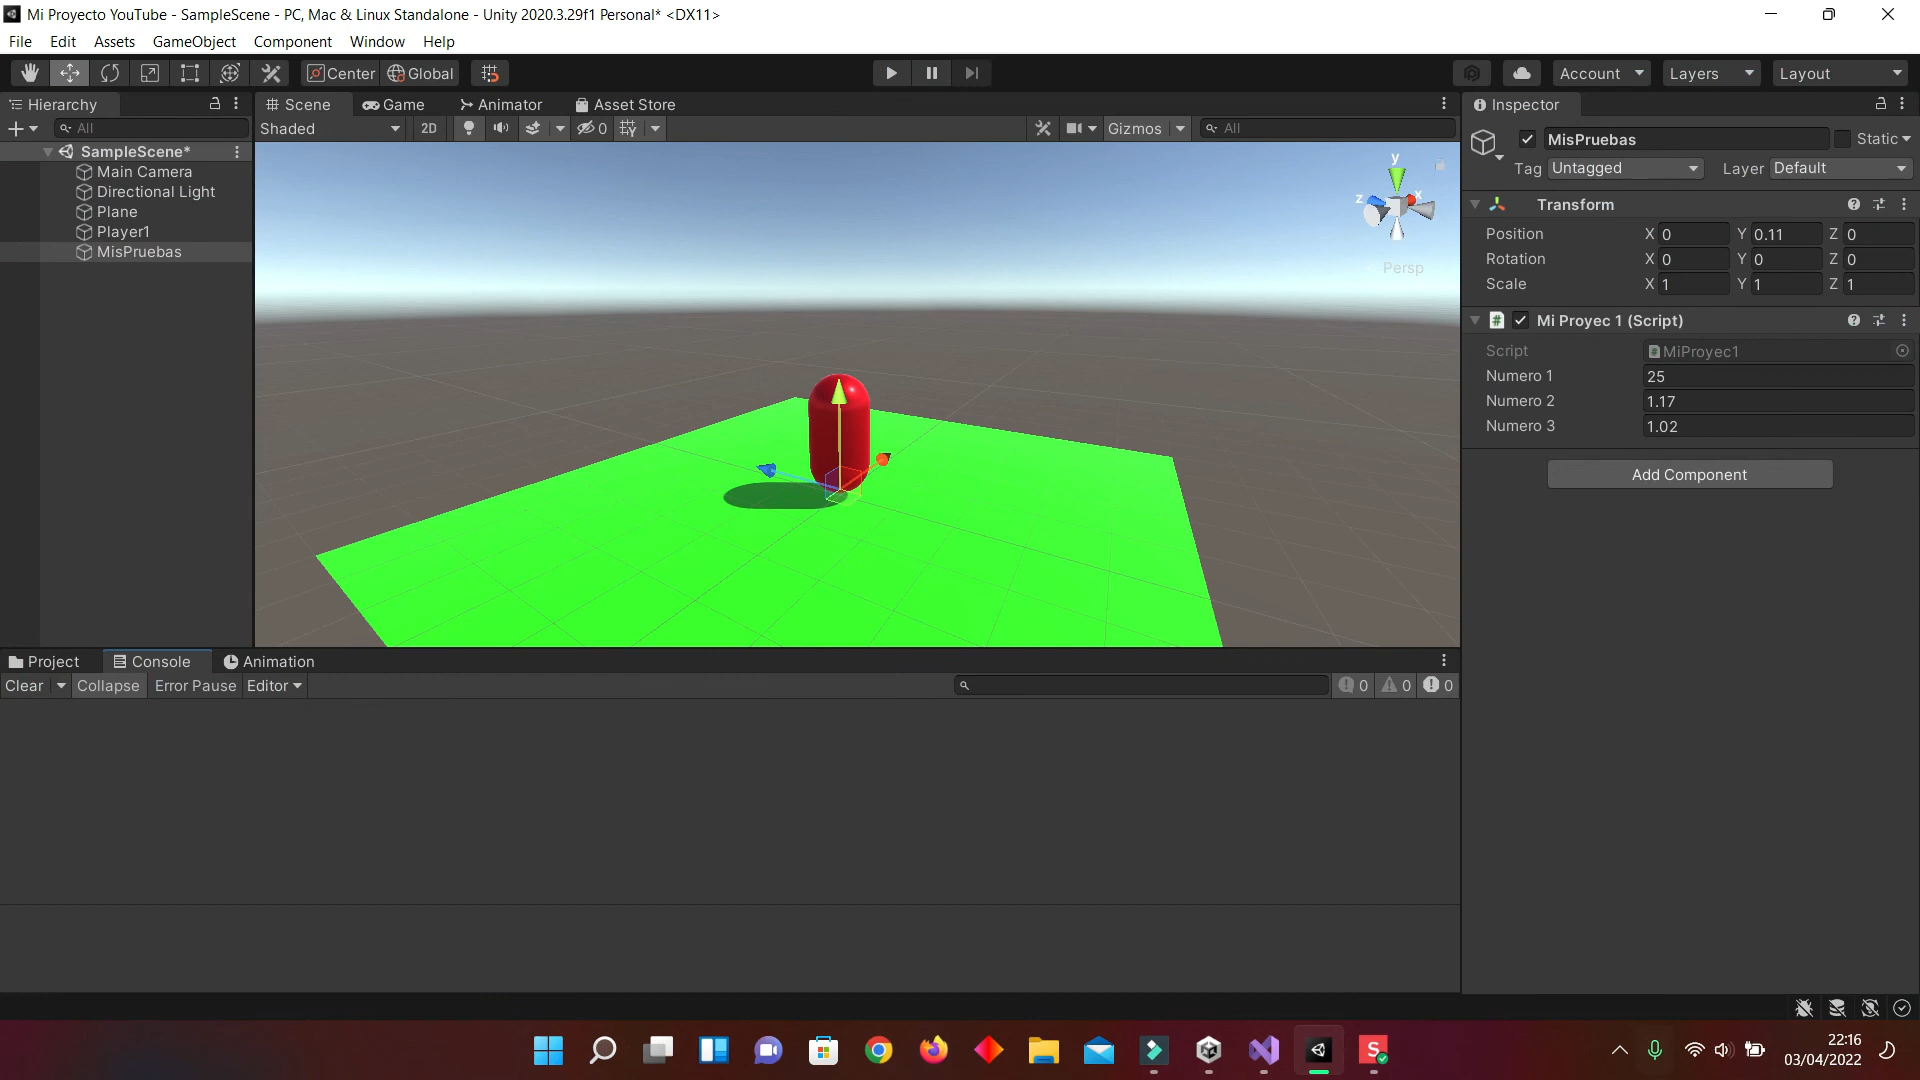 Mi Proyecto YouTube - SampleScene - PC, Mac & Linux Standalone - Unity 2020.3.29f1 Personal* <DX11>
File Edit Assets GameObject Component Window Help
Center Global Account Layers Layout
Hierarchy
All
SampleScene*
Main Camera
Directional Light
Plane
Player1
MisPruebas
Scene Game Animator Asset Store
Shaded 2D 0 Gizmos All
y
z x
Persp
Inspector
MisPruebas Static
Tag Untagged Layer Default
Transform
Position X 0 Y 0.11 Z 0
Rotation X 0 Y 0 Z 0
Scale X 1 Y 1 Z 1
# Mi Proyec 1 (Script)
Script MiProyec1
Numero 1 25
Numero 2 1.17
Numero 3 1.02
Add Component
Project Console Animation
Clear Collapse Error Pause Editor 0 0 0
S
22:16
03/04/2022